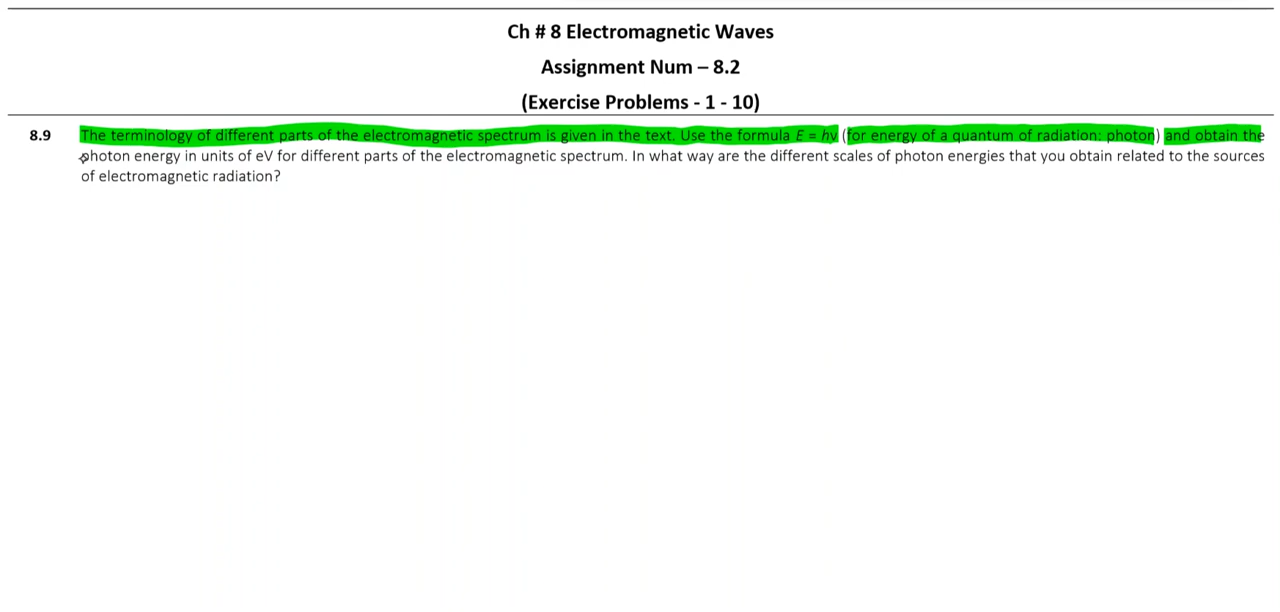 Ch # 8 Electromagnetic Waves
Assignment Num – 8.2
(Exercise Problems - 1 - 10)
8.9 The terminology of different parts of the electromagnetic spectrum is given in the text. Use the formula E = hν (for energy of a quantum of radiation: photon) and obtain the
photon energy in units of eV for different parts of the electromagnetic spectrum. In what way are the different scales of photon energies that you obtain related to the sources
of electromagnetic radiation?